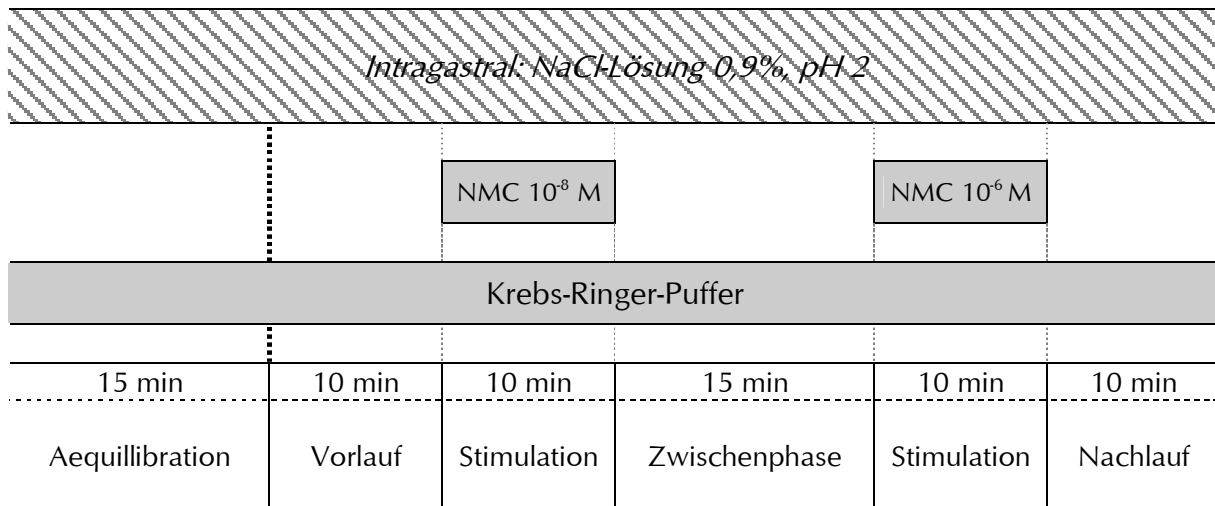 Intragastral: NaCl-Lösung 0,9%, pH 2
NMC 10⁻⁸ M NMC 10⁻⁶ M
Krebs-Ringer-Puffer
15 min 10 min 10 min 15 min 10 min 10 min
Aequillibration Vorlauf Stimulation Zwischenphase Stimulation Nachlauf